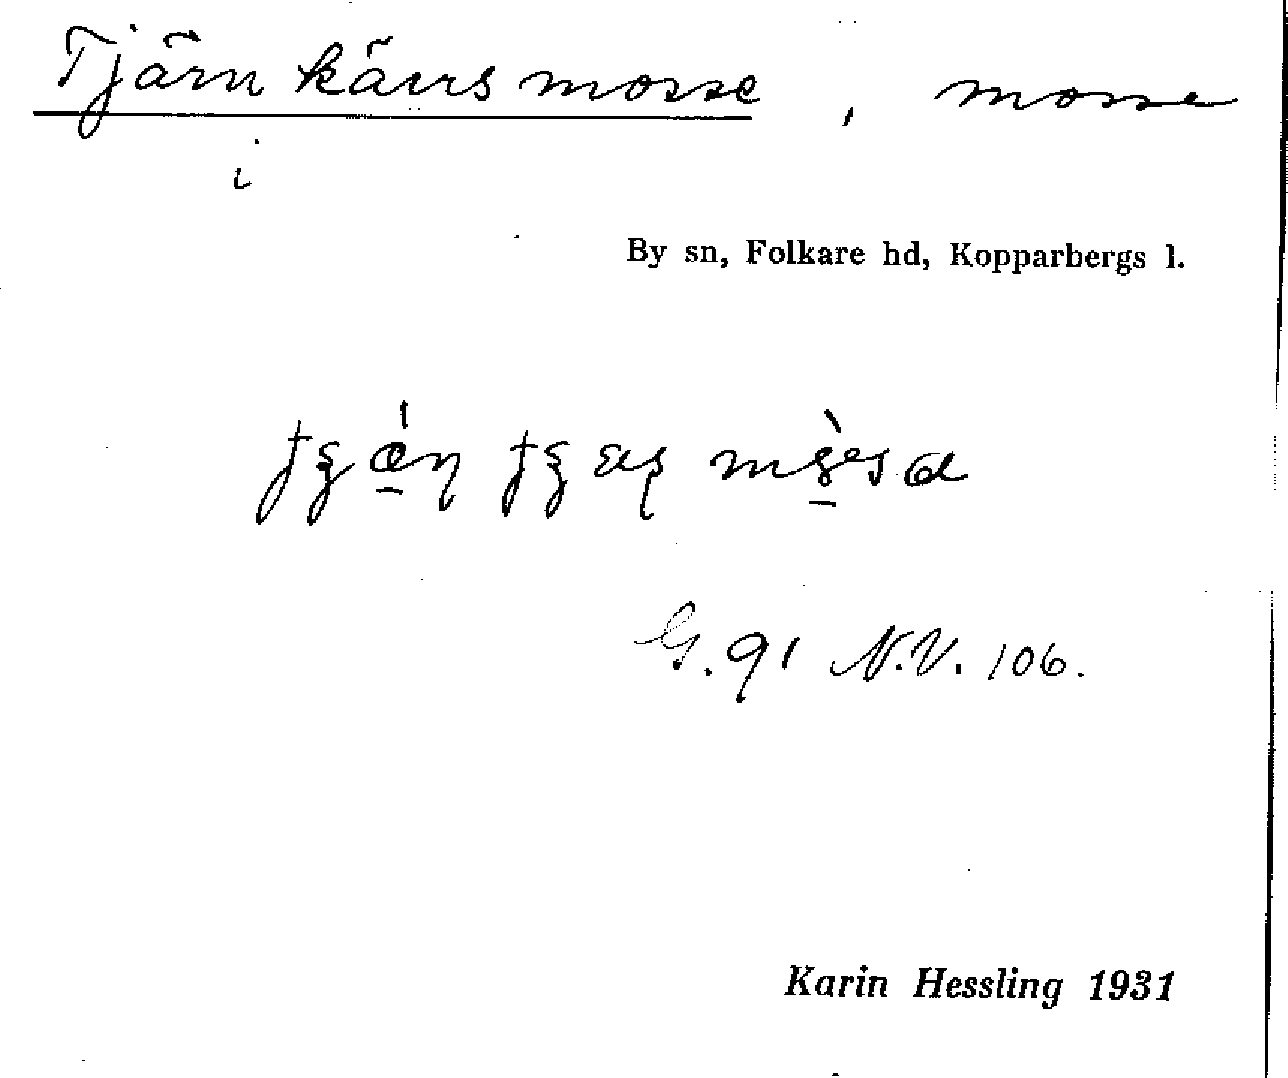 Tjärnkärrsmosse, mosse
i
By sn, Folkare hd, Kopparbergs l.
G. 91 N.V. 106.
Karin Hessling 1931